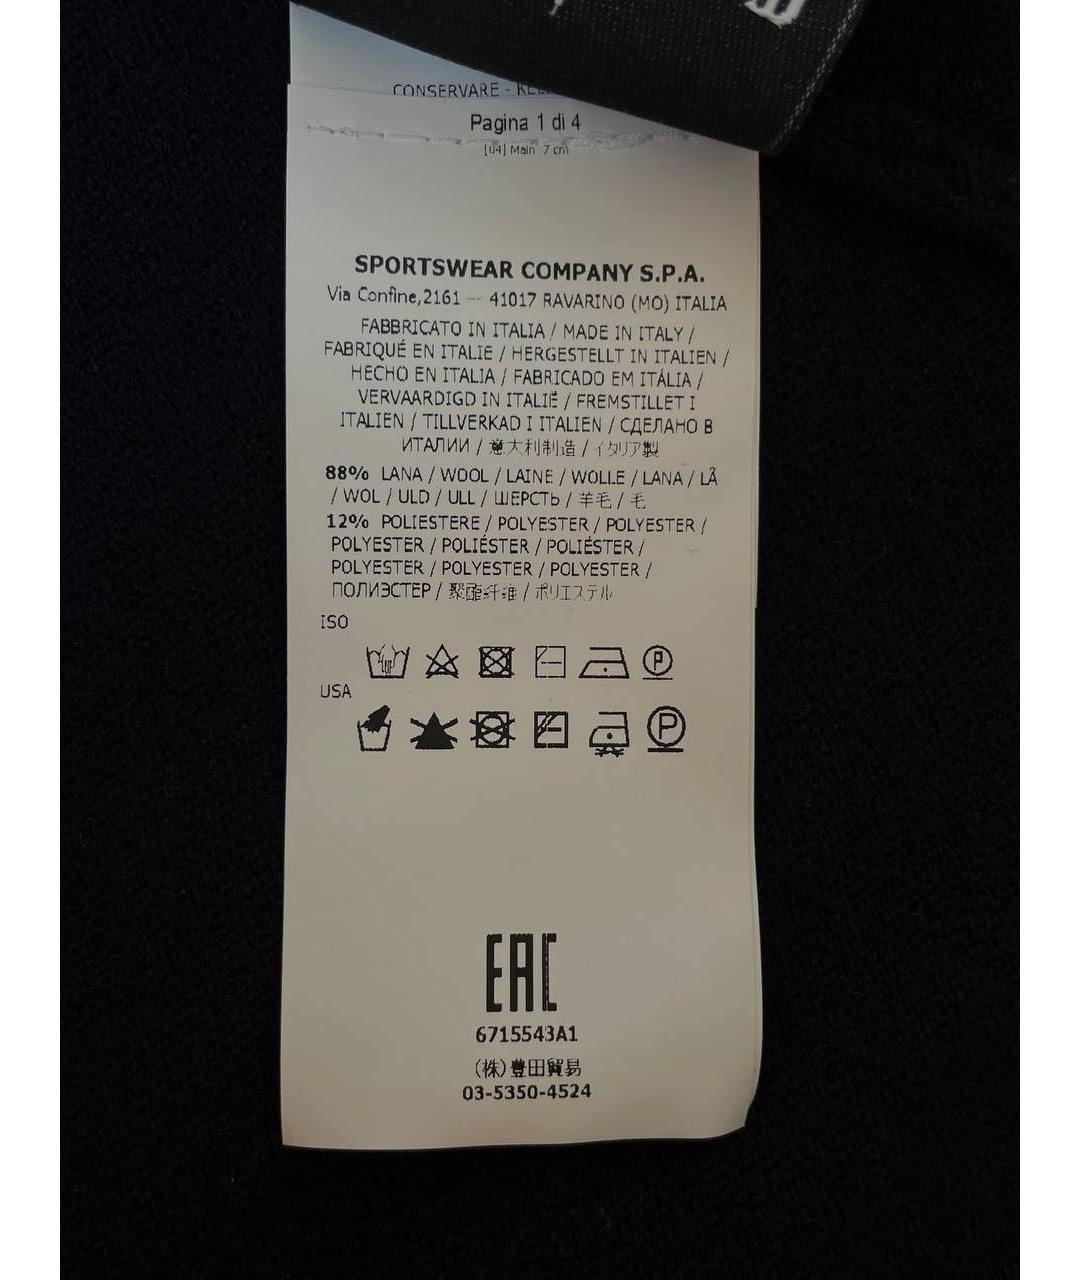 CONSERVARE -
Pagina 1 di 4
[U4] Main 7 cm
SPORTSWEAR COMPANY S.P.A.
Via Confine,2161 -- 41017 RAVARINO (MO) ITALIA
FABBRICATO IN ITALIA / MADE IN ITALY /
FABRIQUÉ EN ITALIE / HERGESTELLT IN ITALIEN /
HECHO EN ITALIA / FABRICADO EM ITÁLIA /
VERVAARDIGD IN ITALIË / FREMSTILLET I
ITALIEN / TILLVERKAD I ITALIEN / СДЕЛАНО В
ИТАЛИИ / 意大利制造 / イタリア製
88% LANA / WOOL / LAINE / WOLLE / LANA / LÃ
/ WOL / ULD / ULL / ШЕРСТЬ / 羊毛 / 毛
12% POLIESTERE / POLYESTER / POLYESTER /
POLYESTER / POLIÉSTER / POLIÉSTER /
POLYESTER / POLYESTER / POLYESTER /
ПОЛИЭСТЕР / 聚酯纤维 / ポリエステル
ISO
P
USA
P
EAC
6715543A1
(株)豊田貿易
03-5350-4524